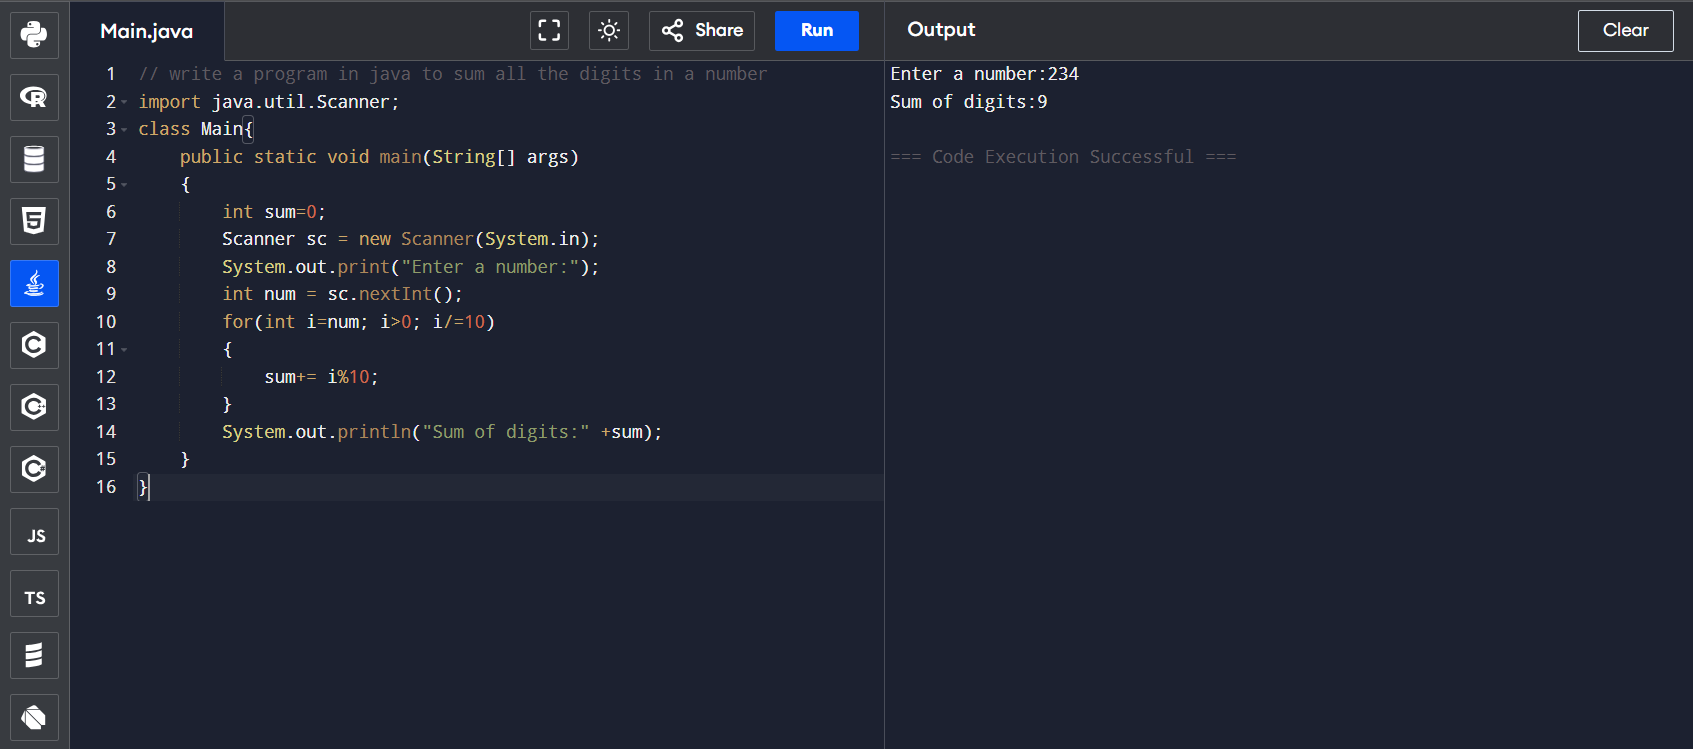 Main.java
Share
Run
Output
Clear
1 // write a program in java to sum all the digits in a number
2 import java.util.Scanner;
3 class Main{
4     public static void main(String[] args)
5     {
6         int sum=0;
7         Scanner sc = new Scanner(System.in);
8         System.out.print("Enter a number:");
9         int num = sc.nextInt();
10         for(int i=num; i>0; i/=10)
11         {
12             sum+= i%10;
13         }
14         System.out.println("Sum of digits:" +sum);
15     }
16 }
Enter a number:234
Sum of digits:9
=== Code Execution Successful ===
R
5
C
C++
C#
JS
TS